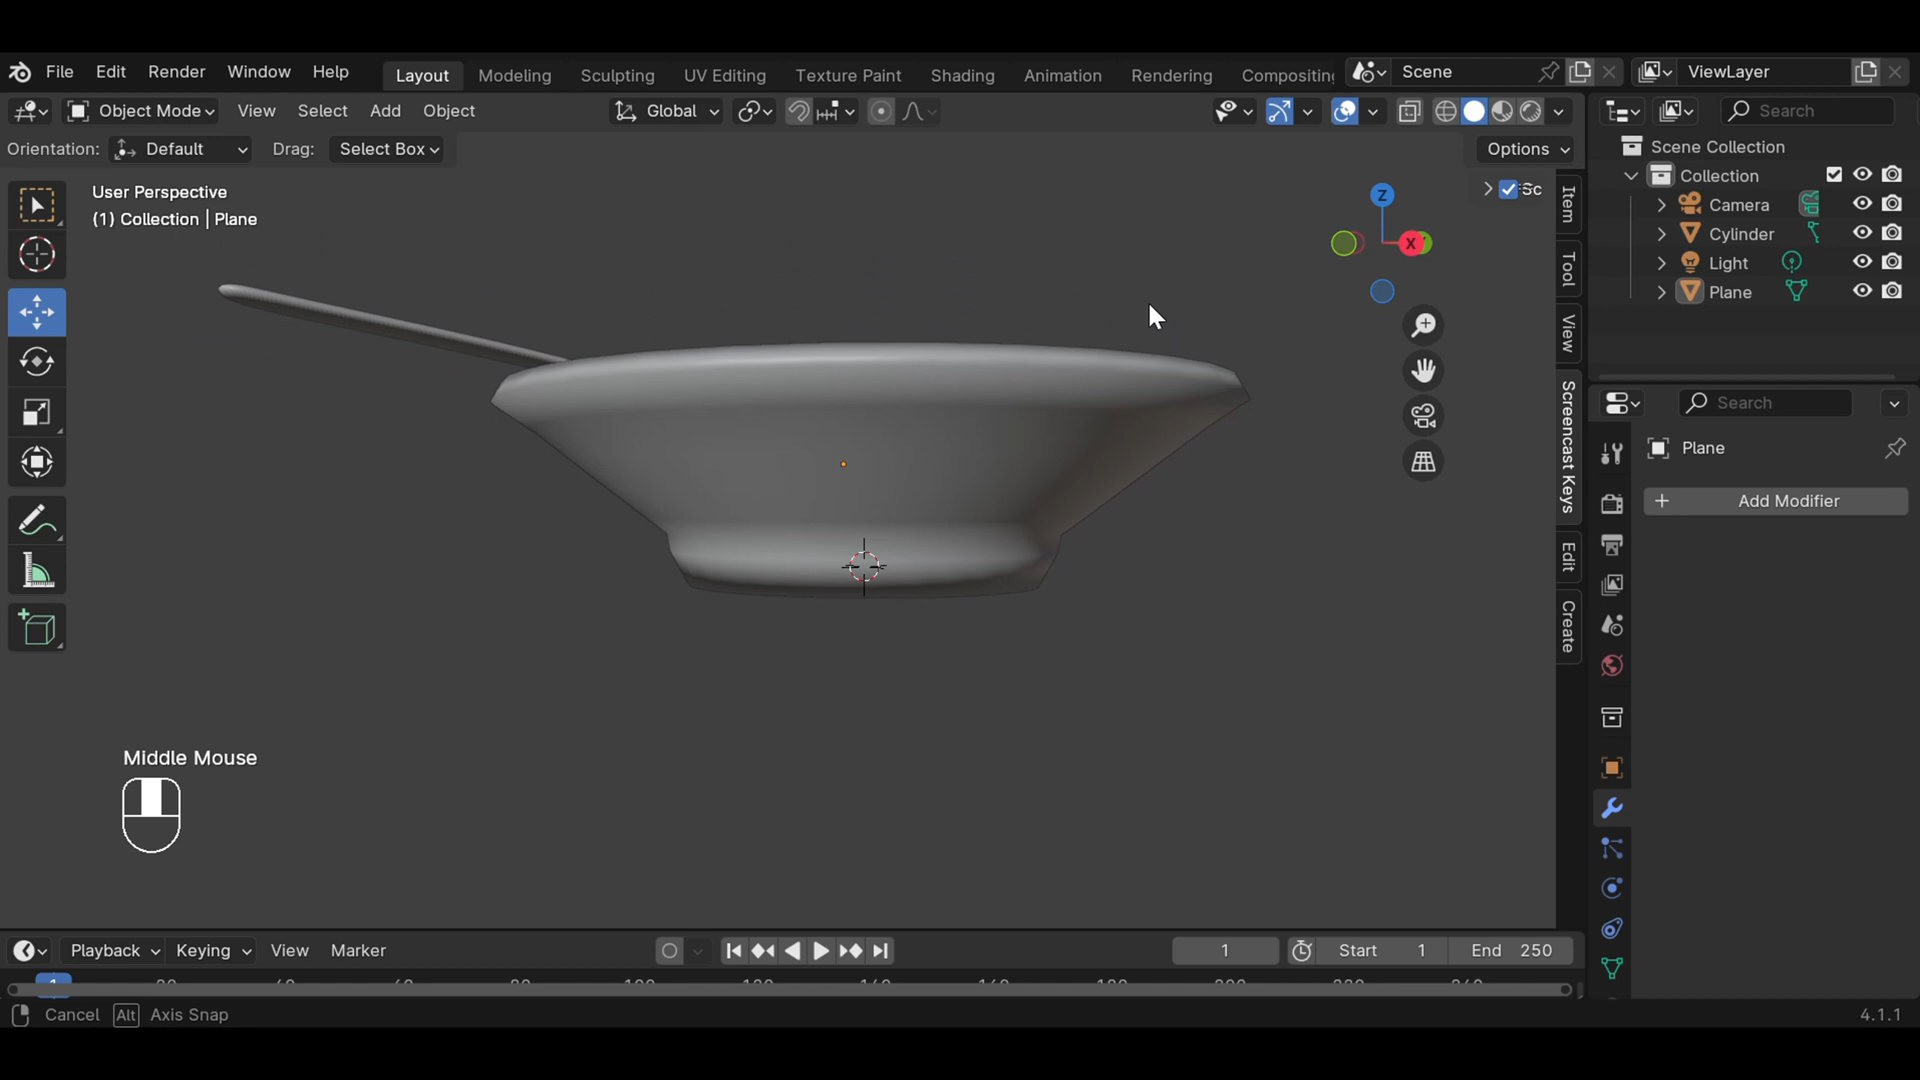 File Edit Render Window Help Layout Modeling Sculpting UV Editing Texture Paint Shading Animation Rendering Compositing Scene ViewLayer
Object Mode View Select Add Object Global Search
Orientation: Default Drag: Select Box Options
Scene Collection
Collection
Camera
Cylinder
Light
Plane
User Perspective
(1) Collection | Plane
Sc
Z
X
Item
Tool
View
Screencast Keys
Edit
Create
Search
Plane
+ Add Modifier
Middle Mouse
Playback Keying View Marker 1 Start 1 End 250
1
Cancel Alt Axis Snap 4.1.1